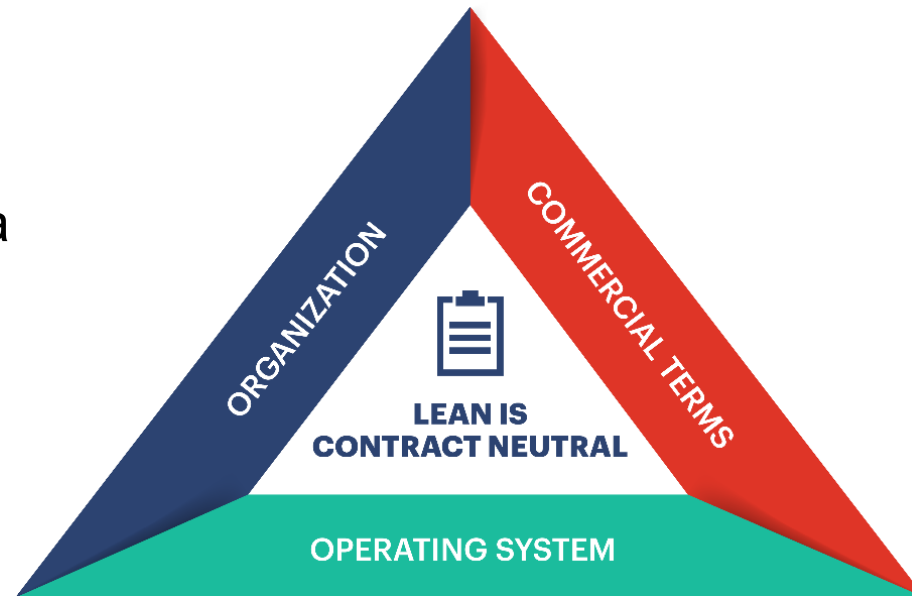 a
ORGANIZATION
COMMERCIAL TERMS
LEAN IS
CONTRACT NEUTRAL
OPERATING SYSTEM